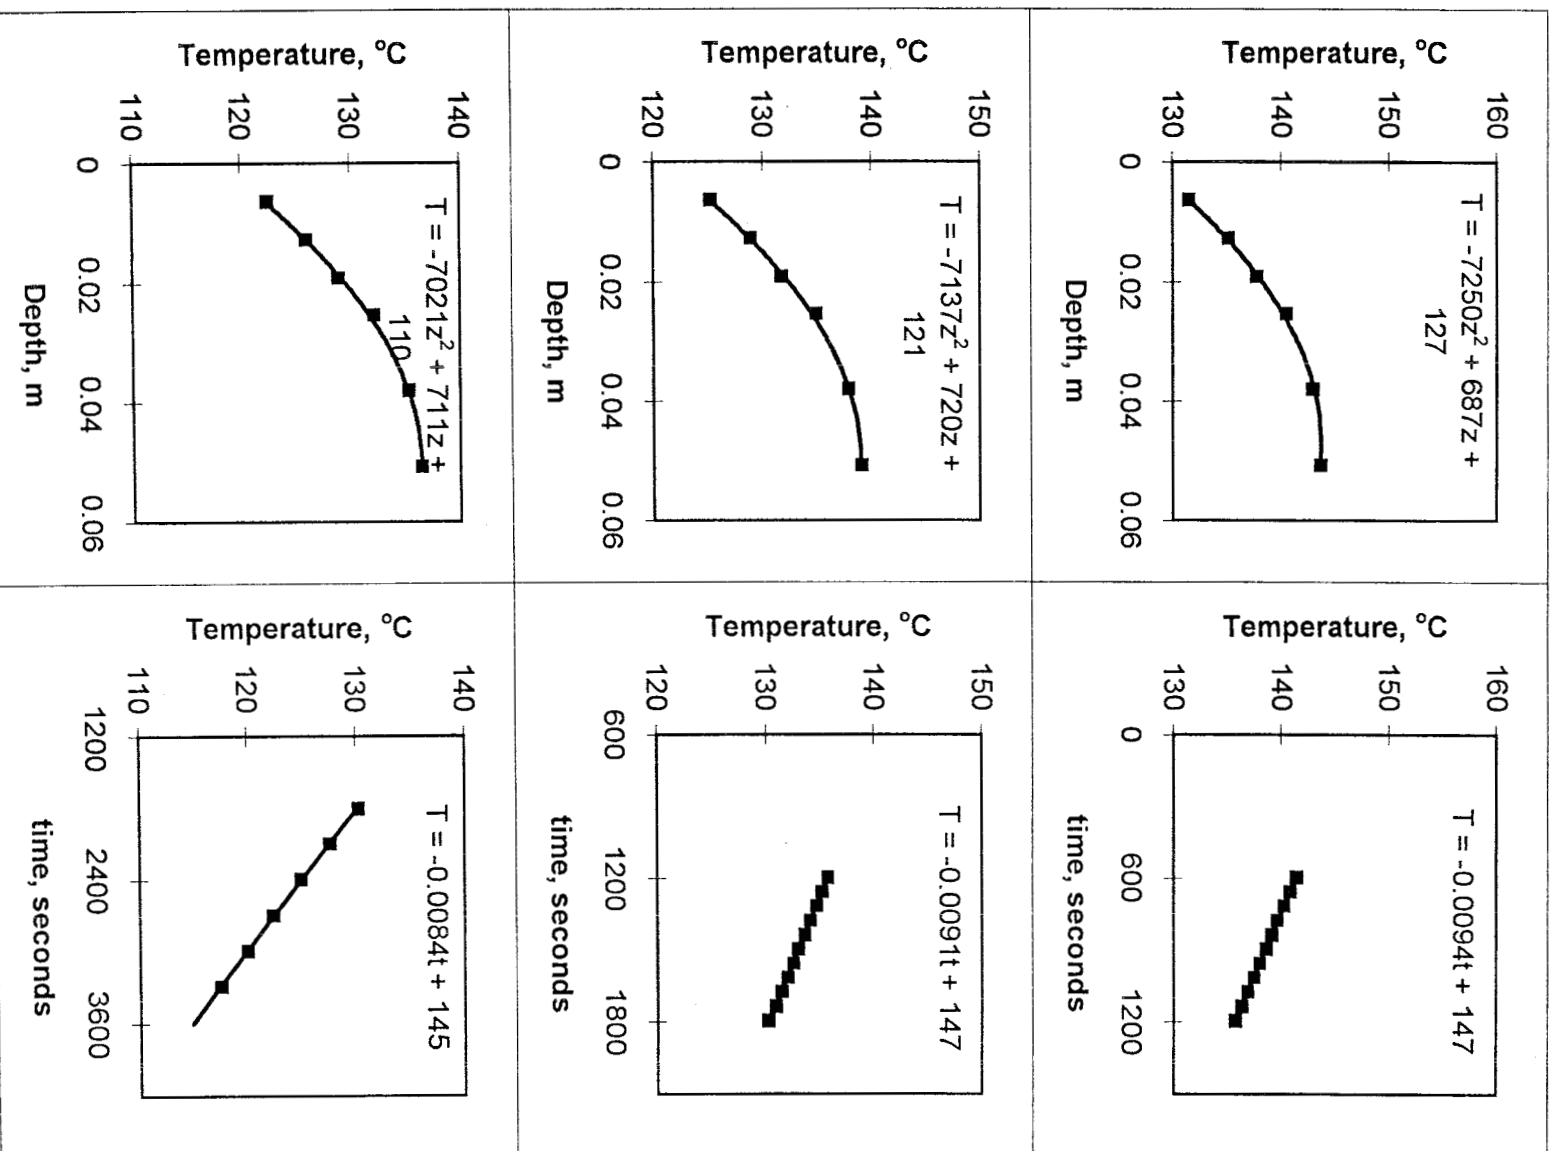 Temperature, °C
160
150
140
130
T = -7250z² + 687z +
127
0
0.02
0.04
0.06
Depth, m
Temperature, °C
160
150
140
130
T = -0.0094t + 147
0
600
1200
time, seconds
Temperature, °C
150
140
130
120
T = -7137z² + 720z +
121
0
0.02
0.04
0.06
Depth, m
Temperature, °C
150
140
130
120
T = -0.0091t + 147
600
1200
1800
time, seconds
Temperature, °C
140
130
120
110
T = -7021z² + 711z +
110
0
0.02
0.04
0.06
Depth, m
Temperature, °C
140
130
120
110
T = -0.0084t + 145
1200
2400
3600
time, seconds